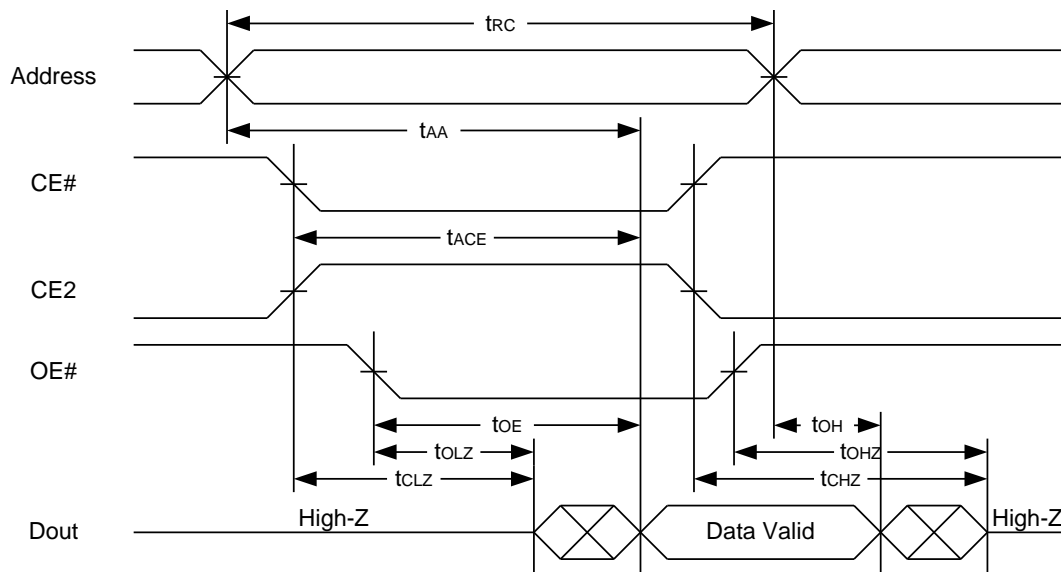 tRC
Address
tAA
CE#
tACE
CE2
OE#
tOE
tOH
tOLZ
tOHZ
tCLZ
tCHZ
High-Z
Data Valid
High-Z
Dout